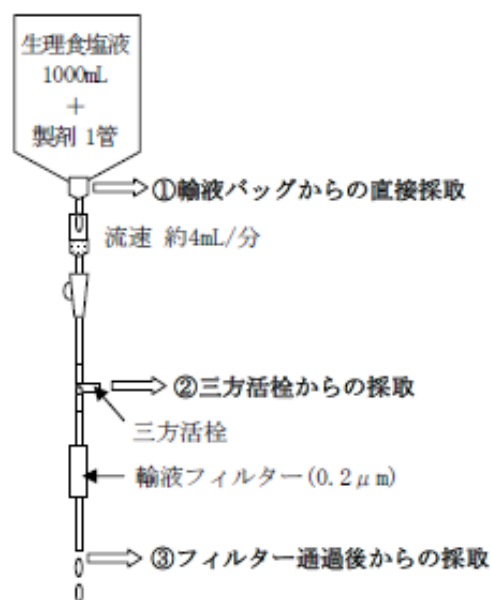 生理食塩液
1000mL
+
製剤 1管
①輸液バッグからの直接採取
流速 約4mL/分
②三方活栓からの採取
三方活栓
輸液フィルター(0.2μm)
③フィルター通過後からの採取